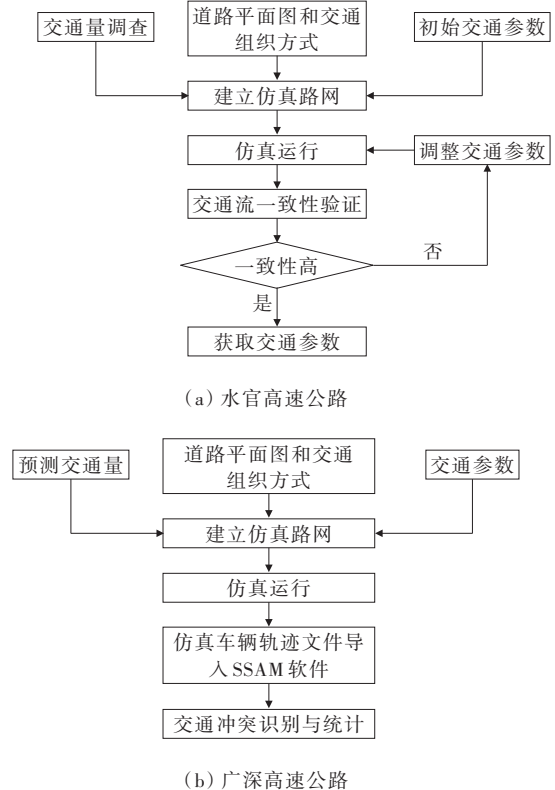 交通量调查
道路平面图和交通
组织方式
初始交通参数
建立仿真路网
仿真运行
调整交通参数
交通流一致性验证
一致性高
否
是
获取交通参数
(a) 水官高速公路
预测交通量
道路平面图和交通
组织方式
交通参数
建立仿真路网
仿真运行
仿真车辆轨迹文件导
入 SSAM 软件
交通冲突识别与统计
(b) 广深高速公路